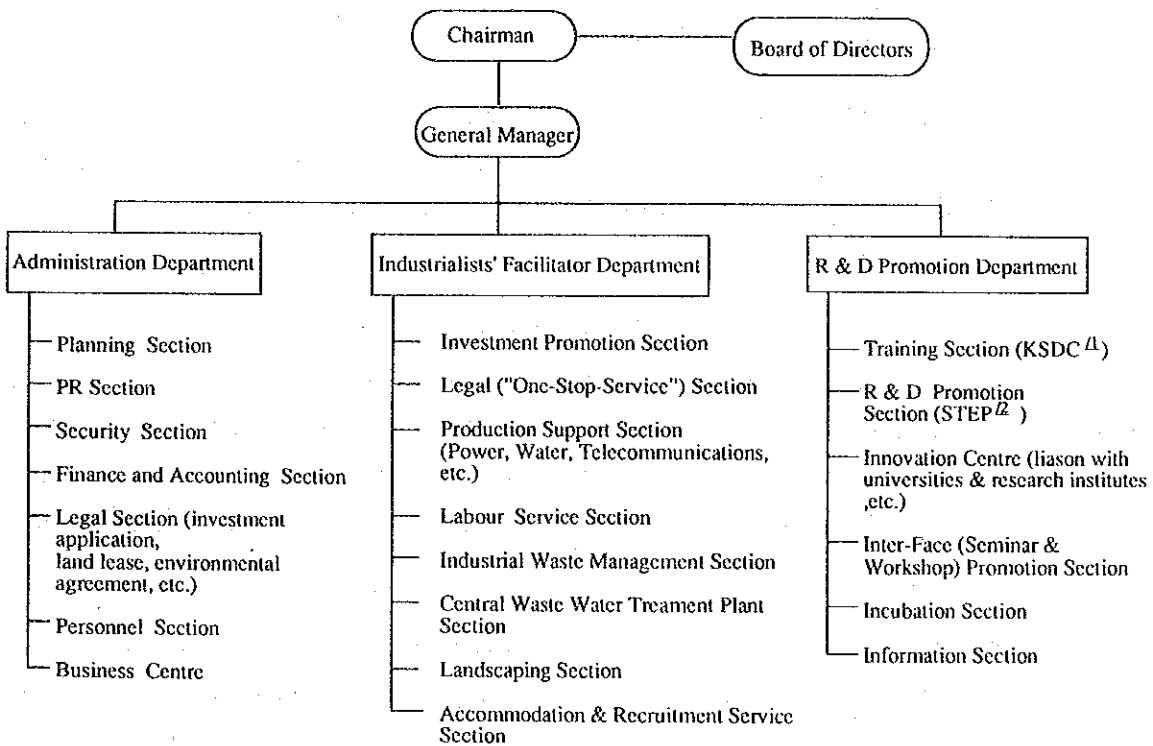 Chairman
Board of Directors
General Manager
Administration Department
Planning Section
PR Section
Security Section
Finance and Accounting Section
Legal Section (investment
application,
land lease, environmental
agreement, etc.)
Personnel Section
Business Centre
Industrialists' Facilitator Department
Investment Promotion Section
Legal ("One-Stop-Service") Section
Production Support Section
(Power, Water, Telecommunications,
etc.)
Labour Service Section
Industrial Waste Management Section
Central Waste Water Treament Plant
Section
Landscaping Section
Accommodation & Recruitment Service
Section
R & D Promotion Department
Training Section (KSDC /1)
R & D Promotion
Section (STEP /2 )
Innovation Centre (liason with
universities & research institutes
,etc.)
Inter-Face (Seminar &
Workshop) Promotion Section
Incubation Section
Information Section